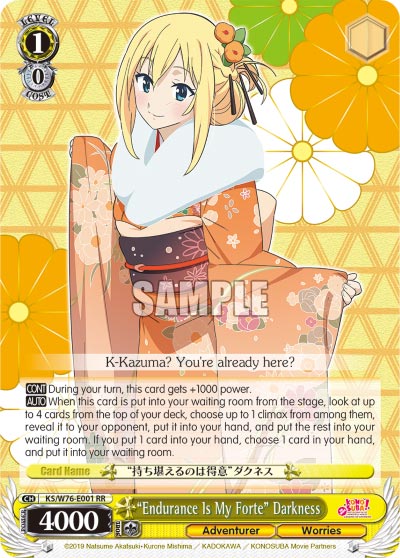 LEVEL
1
0
COST
SAMPLE
K-Kazuma? You're already here?
CONT During your turn, this card gets +1000 power.
AUTO When this card is put into your waiting room from the stage, look at up
to 4 cards from the top of your deck, choose up to 1 climax from among them,
reveal it to your opponent, put it into your hand, and put the rest into your
waiting room. If you put 1 card into your hand, choose 1 card in your hand,
and put it into your waiting room.
Card Name
“持ち堪えるのは得意”ダクネス
CH KS/W76-E001 RR
“Endurance Is My Forte” Darkness
KONO SUBA!
POWER
4000
SIDE
Adventurer
Worries
©2019 Natsume Akatsuki・Kurone Mishima / KADOKAWA / KONOSUBA Movie Partners